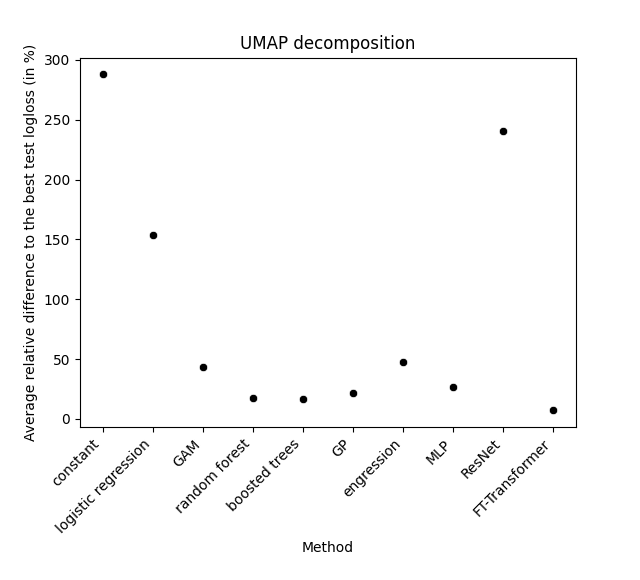 UMAP decomposition
Average relative difference to the best test logloss (in %)
300
250
200
150
100
50
0
constant
logistic regression
GAM
random forest
boosted trees
GP
engression
MLP
ResNet
FT-Transformer
Method